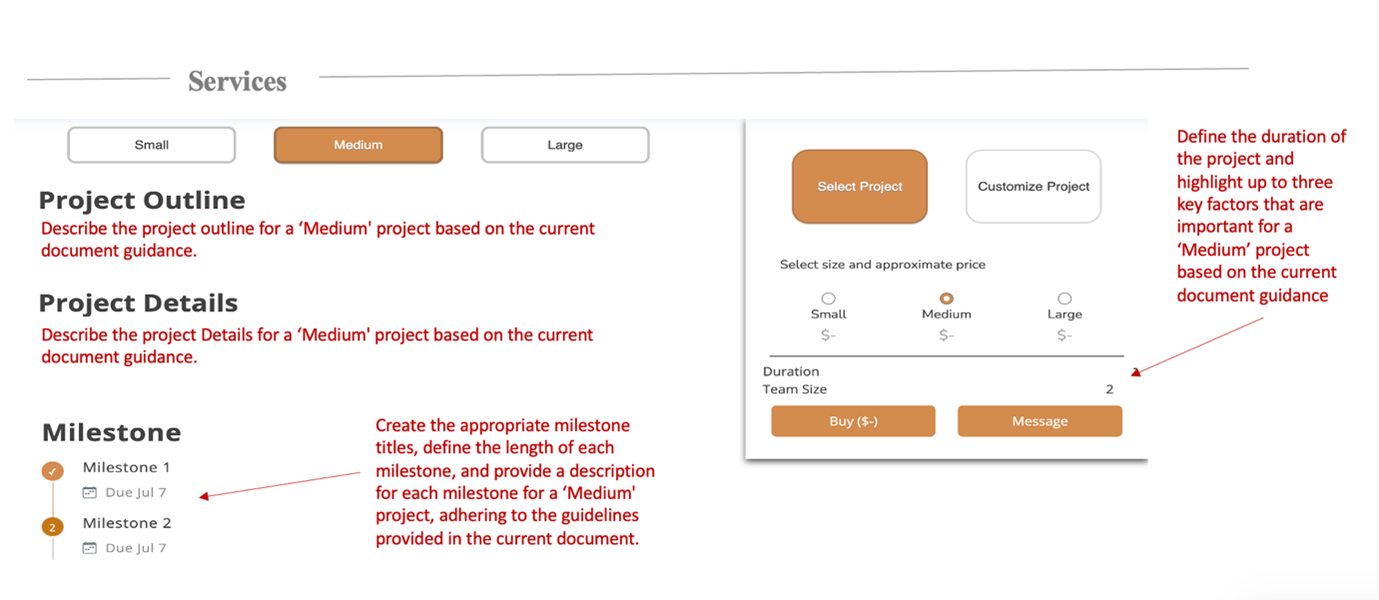 Services
Small
Medium
Large
Project Outline
Describe the project outline for a ‘Medium' project based on the current
document guidance.
Project Details
Describe the project Details for a ‘Medium' project based on the current
document guidance.
Milestone
Milestone 1
Due Jul 7
2
Milestone 2
Due Jul 7
Create the appropriate milestone
titles, define the length of each
milestone, and provide a description
for each milestone for a ‘Medium'
project, adhering to the guidelines
provided in the current document.
Select Project
Customize Project
Select size and approximate price
Small
Medium
Large
$-
$-
$-
Duration
Team Size
2
Buy ($-)
Message
Define the duration of
the project and
highlight up to three
key factors that are
important for a
‘Medium’ project
based on the current
document guidance